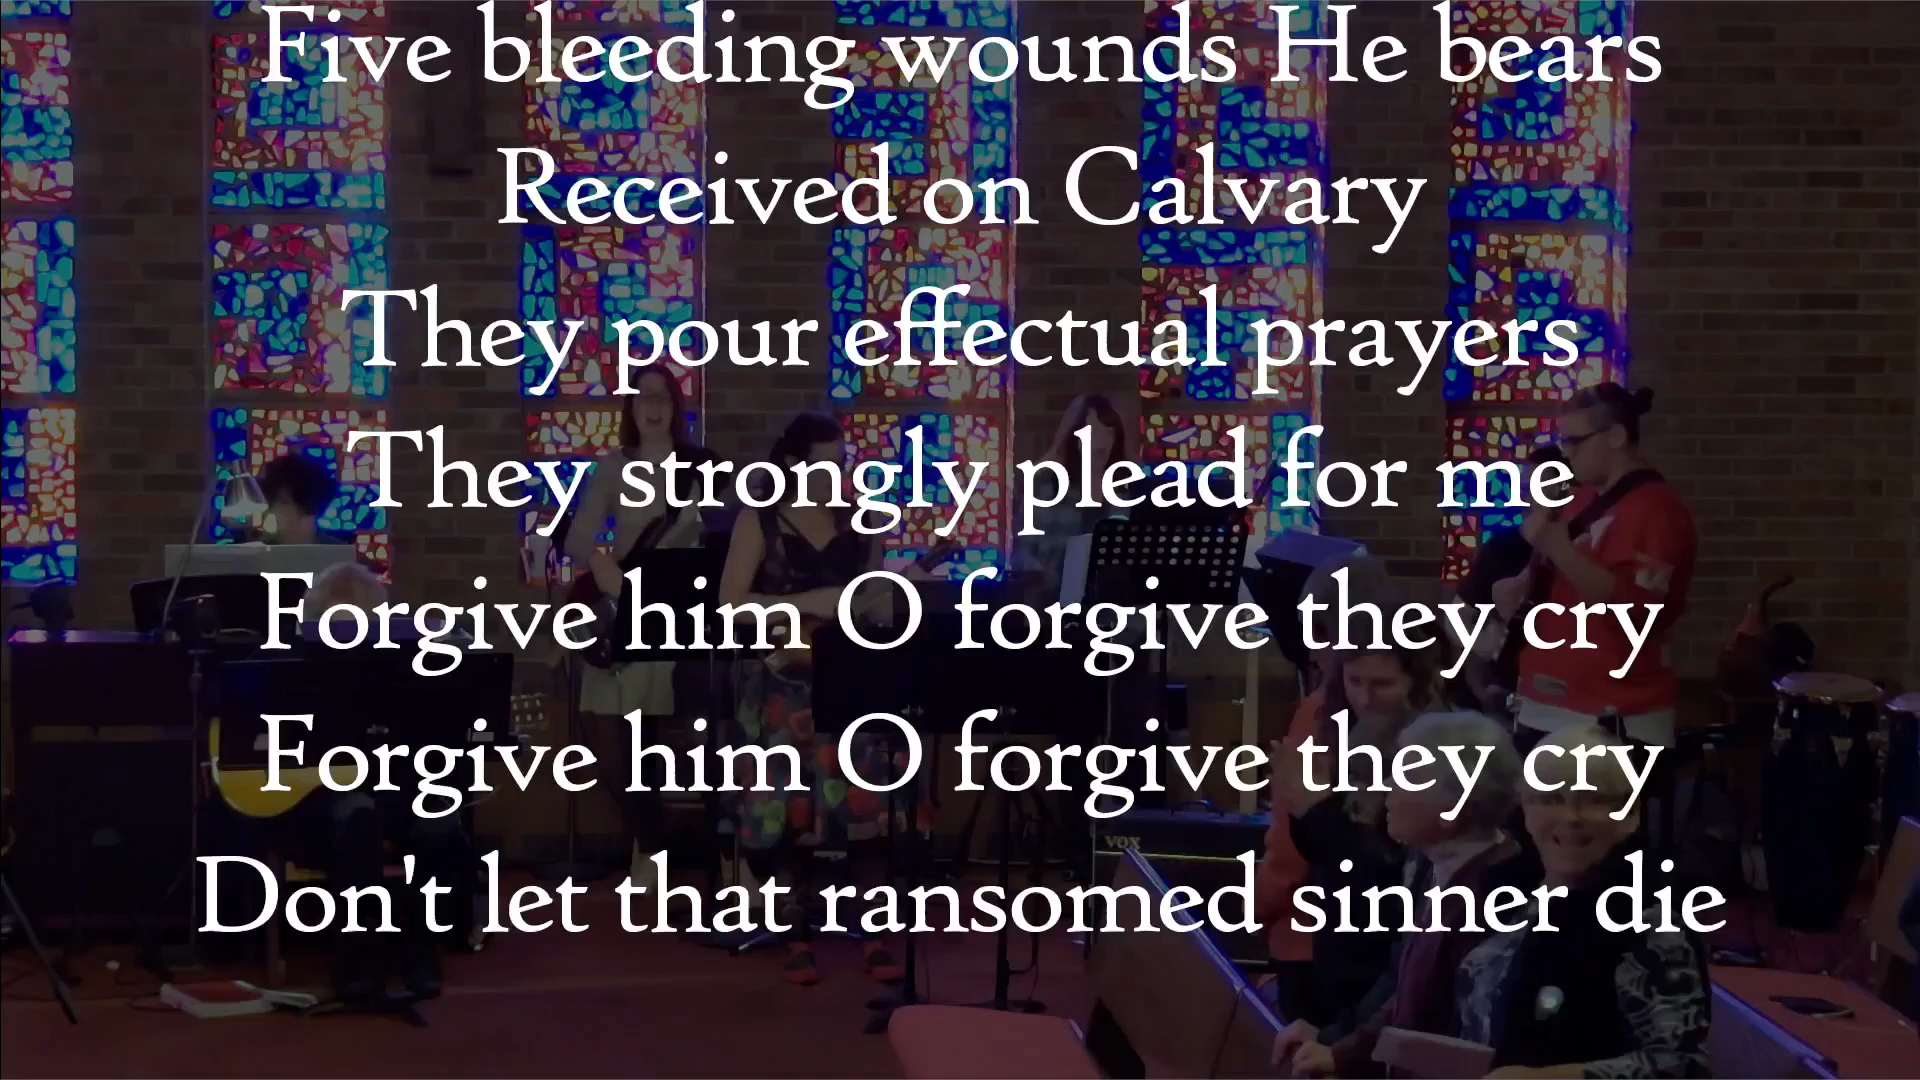 Five bleeding wounds He bears
Received on Calvary
They pour effectual prayers
They strongly plead for me
Forgive him O forgive they cry
Forgive him O forgive they cry
Don't let that ransomed sinner die
VOX